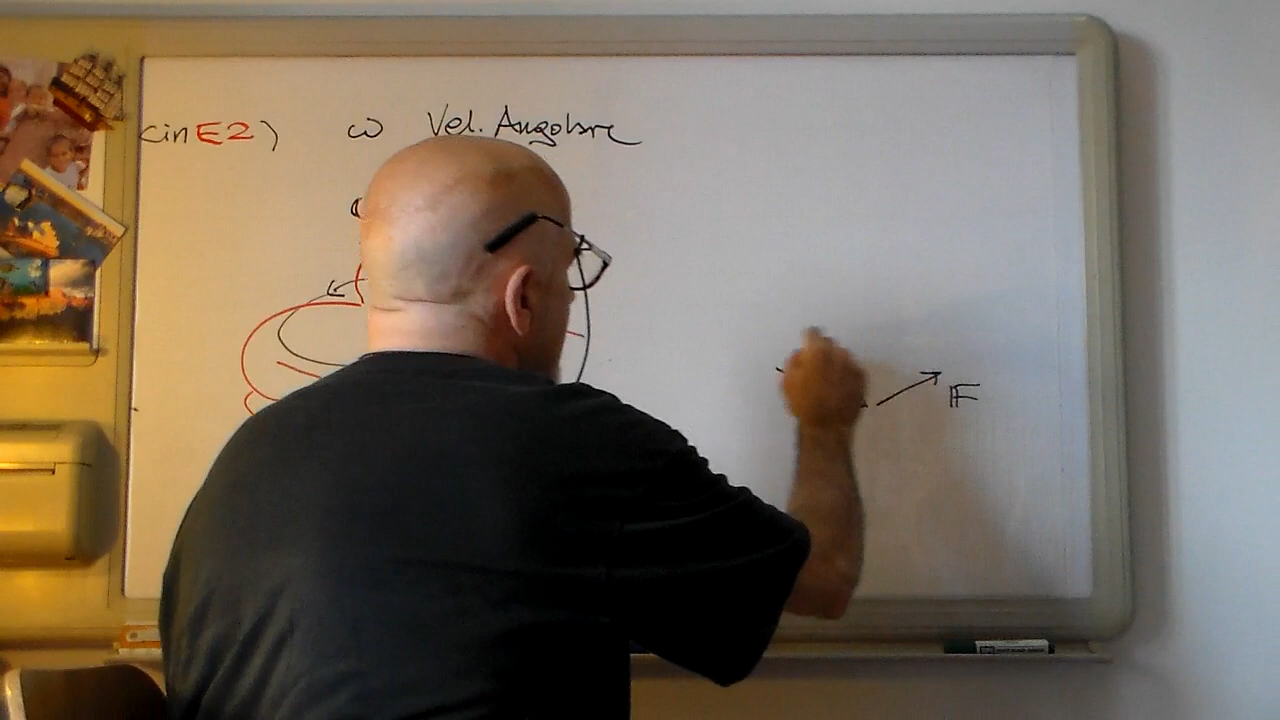 cinE2) ω Vel. Angolare
F